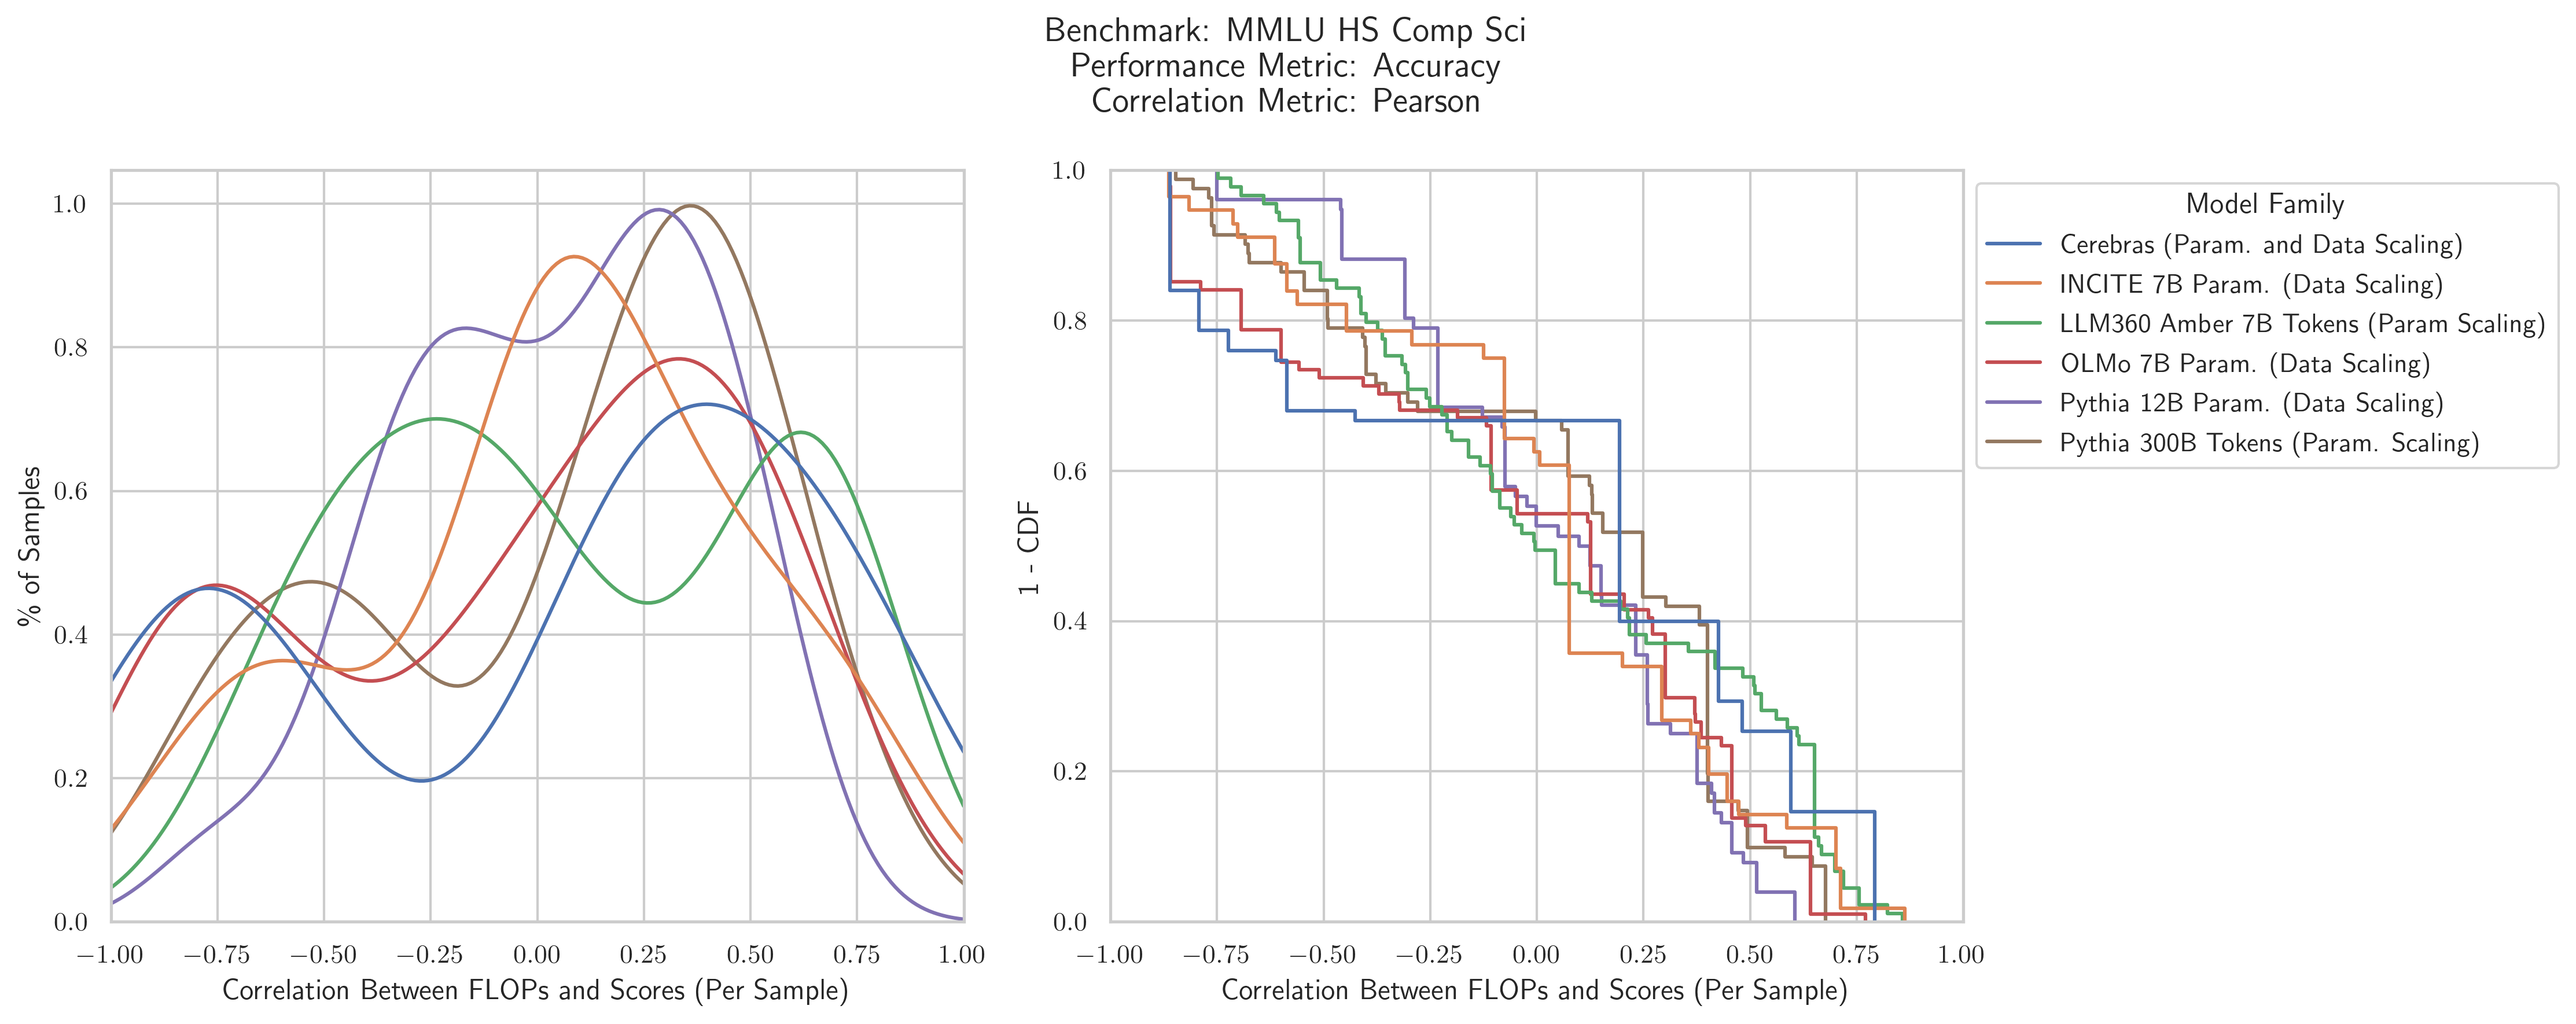 Benchmark: MMLU HS Comp Sci
Performance Metric: Accuracy
Correlation Metric: Pearson
% of Samples
1.0
0.8
0.6
0.4
0.2
0.0
−1.00 −0.75 −0.50 −0.25 0.00 0.25 0.50 0.75 1.00
Correlation Between FLOPs and Scores (Per Sample)
1 - CDF
1.0
0.8
0.6
0.4
0.2
0.0
−1.00 −0.75 −0.50 −0.25 0.00 0.25 0.50 0.75 1.00
Correlation Between FLOPs and Scores (Per Sample)
Model Family
Cerebras (Param. and Data Scaling)
INCITE 7B Param. (Data Scaling)
LLM360 Amber 7B Tokens (Param Scaling)
OLMo 7B Param. (Data Scaling)
Pythia 12B Param. (Data Scaling)
Pythia 300B Tokens (Param. Scaling)